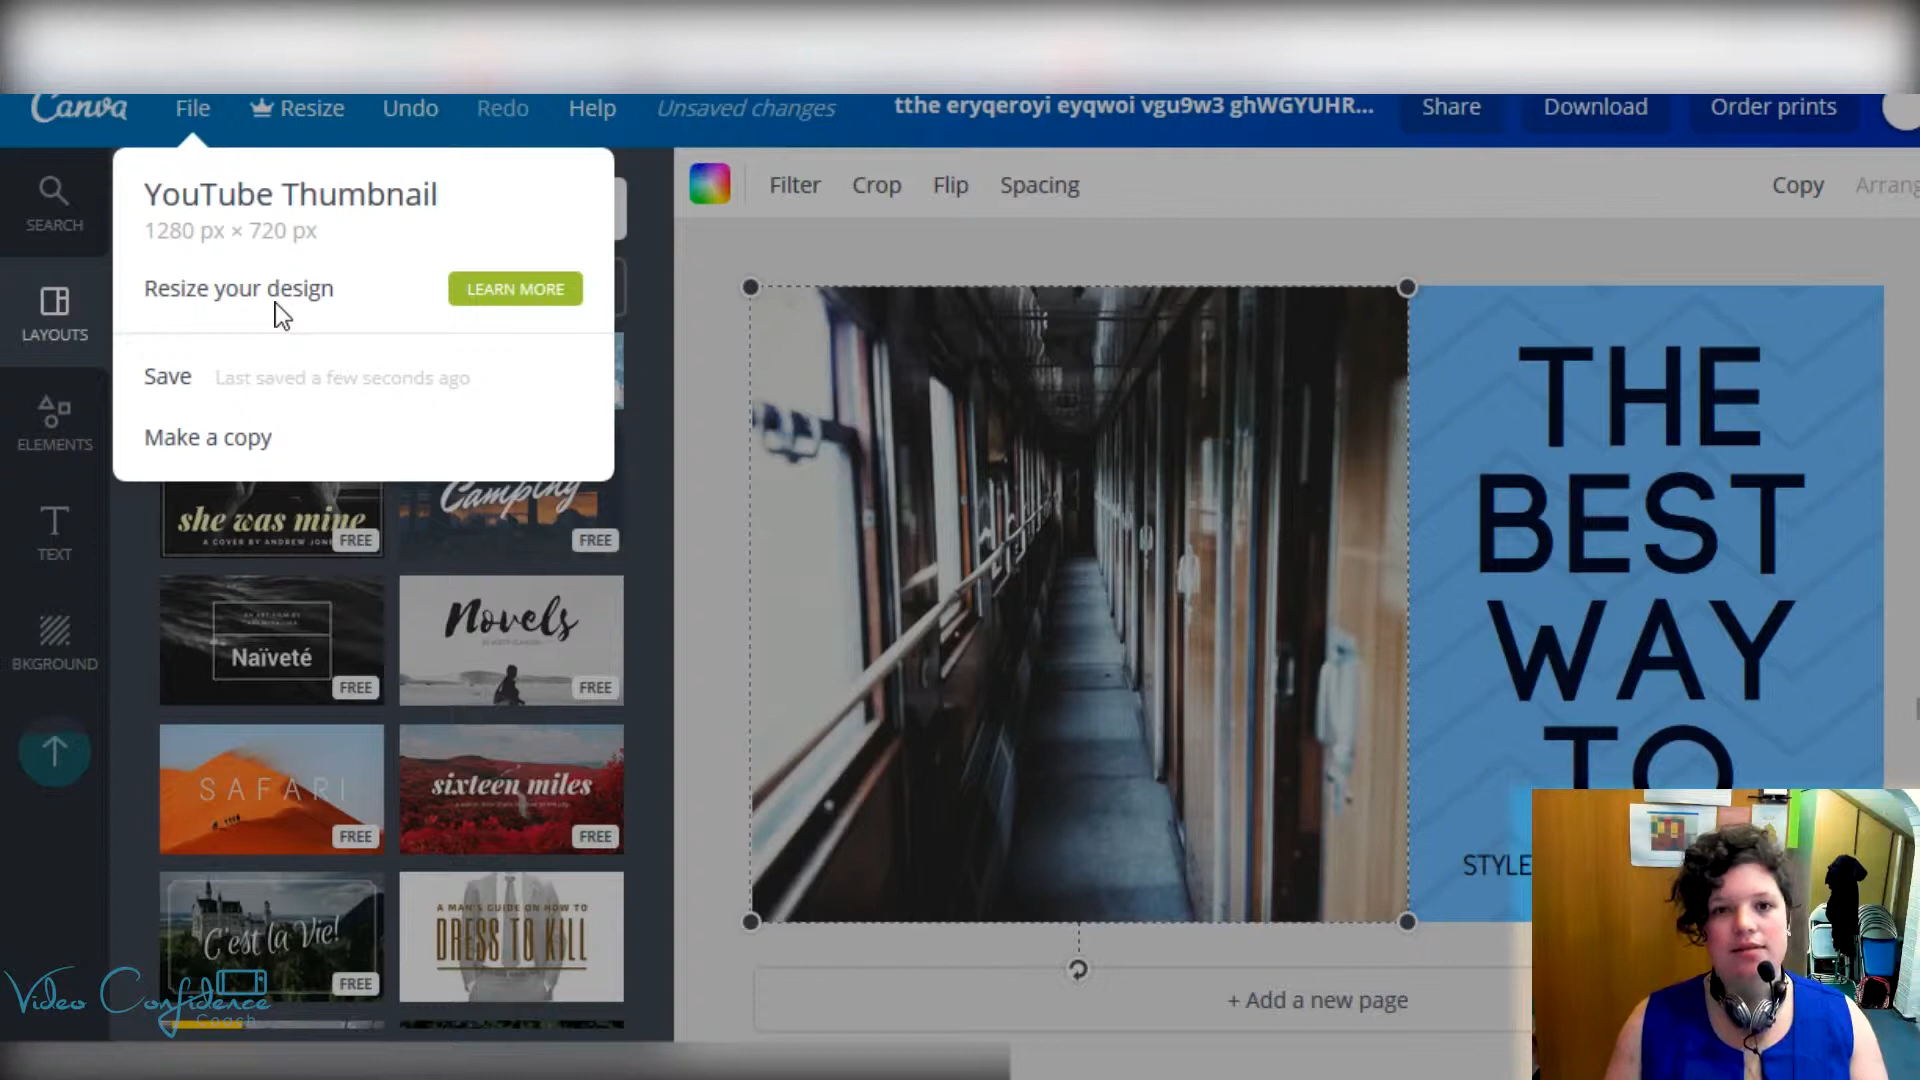 Canva File Resize Undo Redo Help Unsaved changes tthe eryqeroyi eyqwoi vgu9w3 ghWGYUHR... Share Download Order prints
YouTube Thumbnail
1280 px × 720 px
Resize your design LEARN MORE
Save Last saved a few seconds ago
Make a copy
SEARCH
LAYOUTS
ELEMENTS
TEXT
BKGROUND
Filter Crop Flip Spacing Copy Arrang
she was mine
FREE
Camping
FREE
Naïveté
FREE
Novels
FREE
SAFARI
FREE
sixteen miles
FREE
C'est la Vie!
FREE
A MAN'S GUIDE ON HOW TO
DRESS TO KILL
THE
BEST
WAY
TO
STYLE
+ Add a new page
Video Confidence
Coach